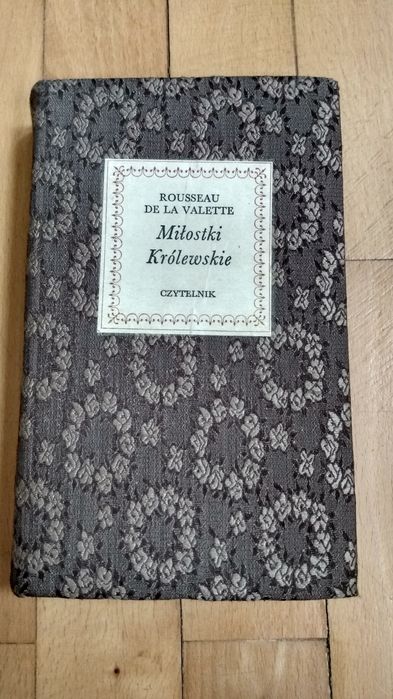 ROUSSEAU
DE LA VALETTE
Miłostki
Królewskie
CZYTELNIK